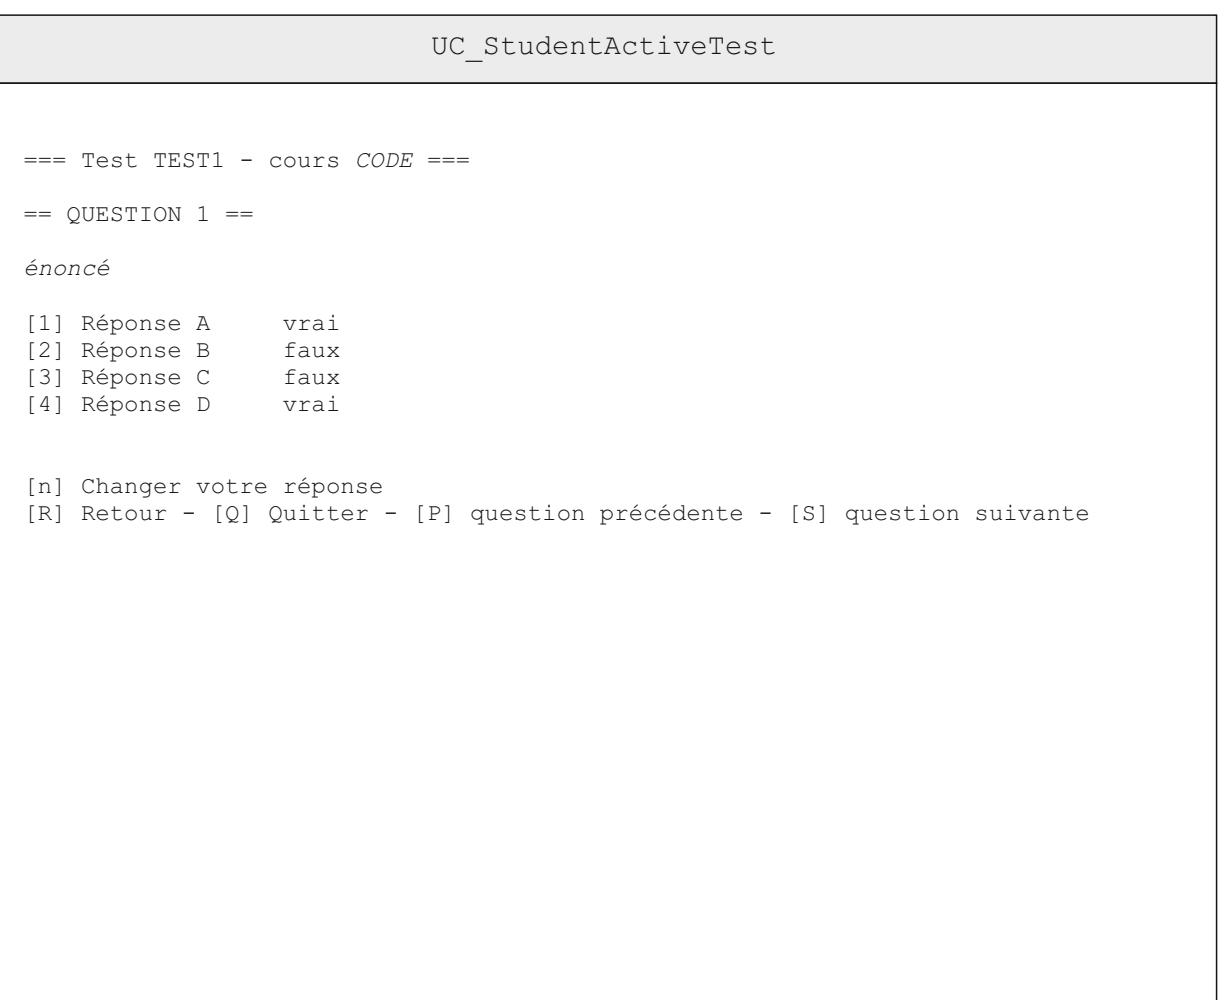 UC_StudentActiveTest
=== Test TEST1 - cours CODE ===
== QUESTION 1 ==
énoncé
[1] Réponse A     vrai
[2] Réponse B     faux
[3] Réponse C     faux
[4] Réponse D     vrai
[n] Changer votre réponse
[R] Retour - [Q] Quitter - [P] question précédente - [S] question suivante